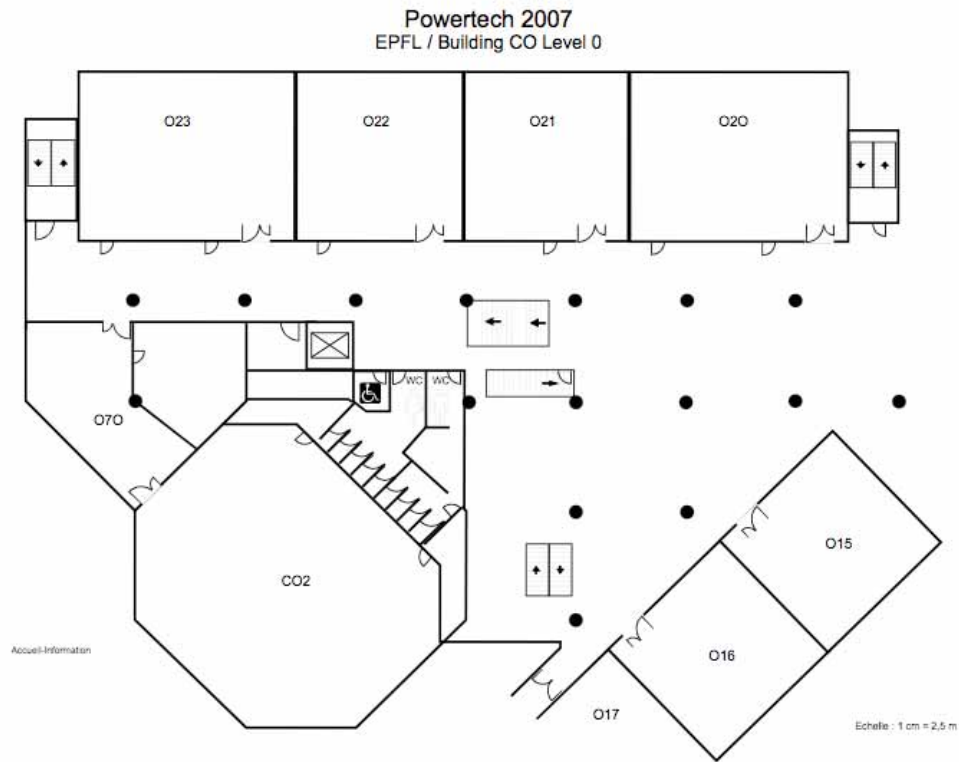 Powertech 2007
EPFL / Building CO Level 0
O23
O22
O21
O2O
WC
WC
O7O
O15
CO2
Accueil-Information
O16
O17
Echelle : 1 cm = 2,5 m